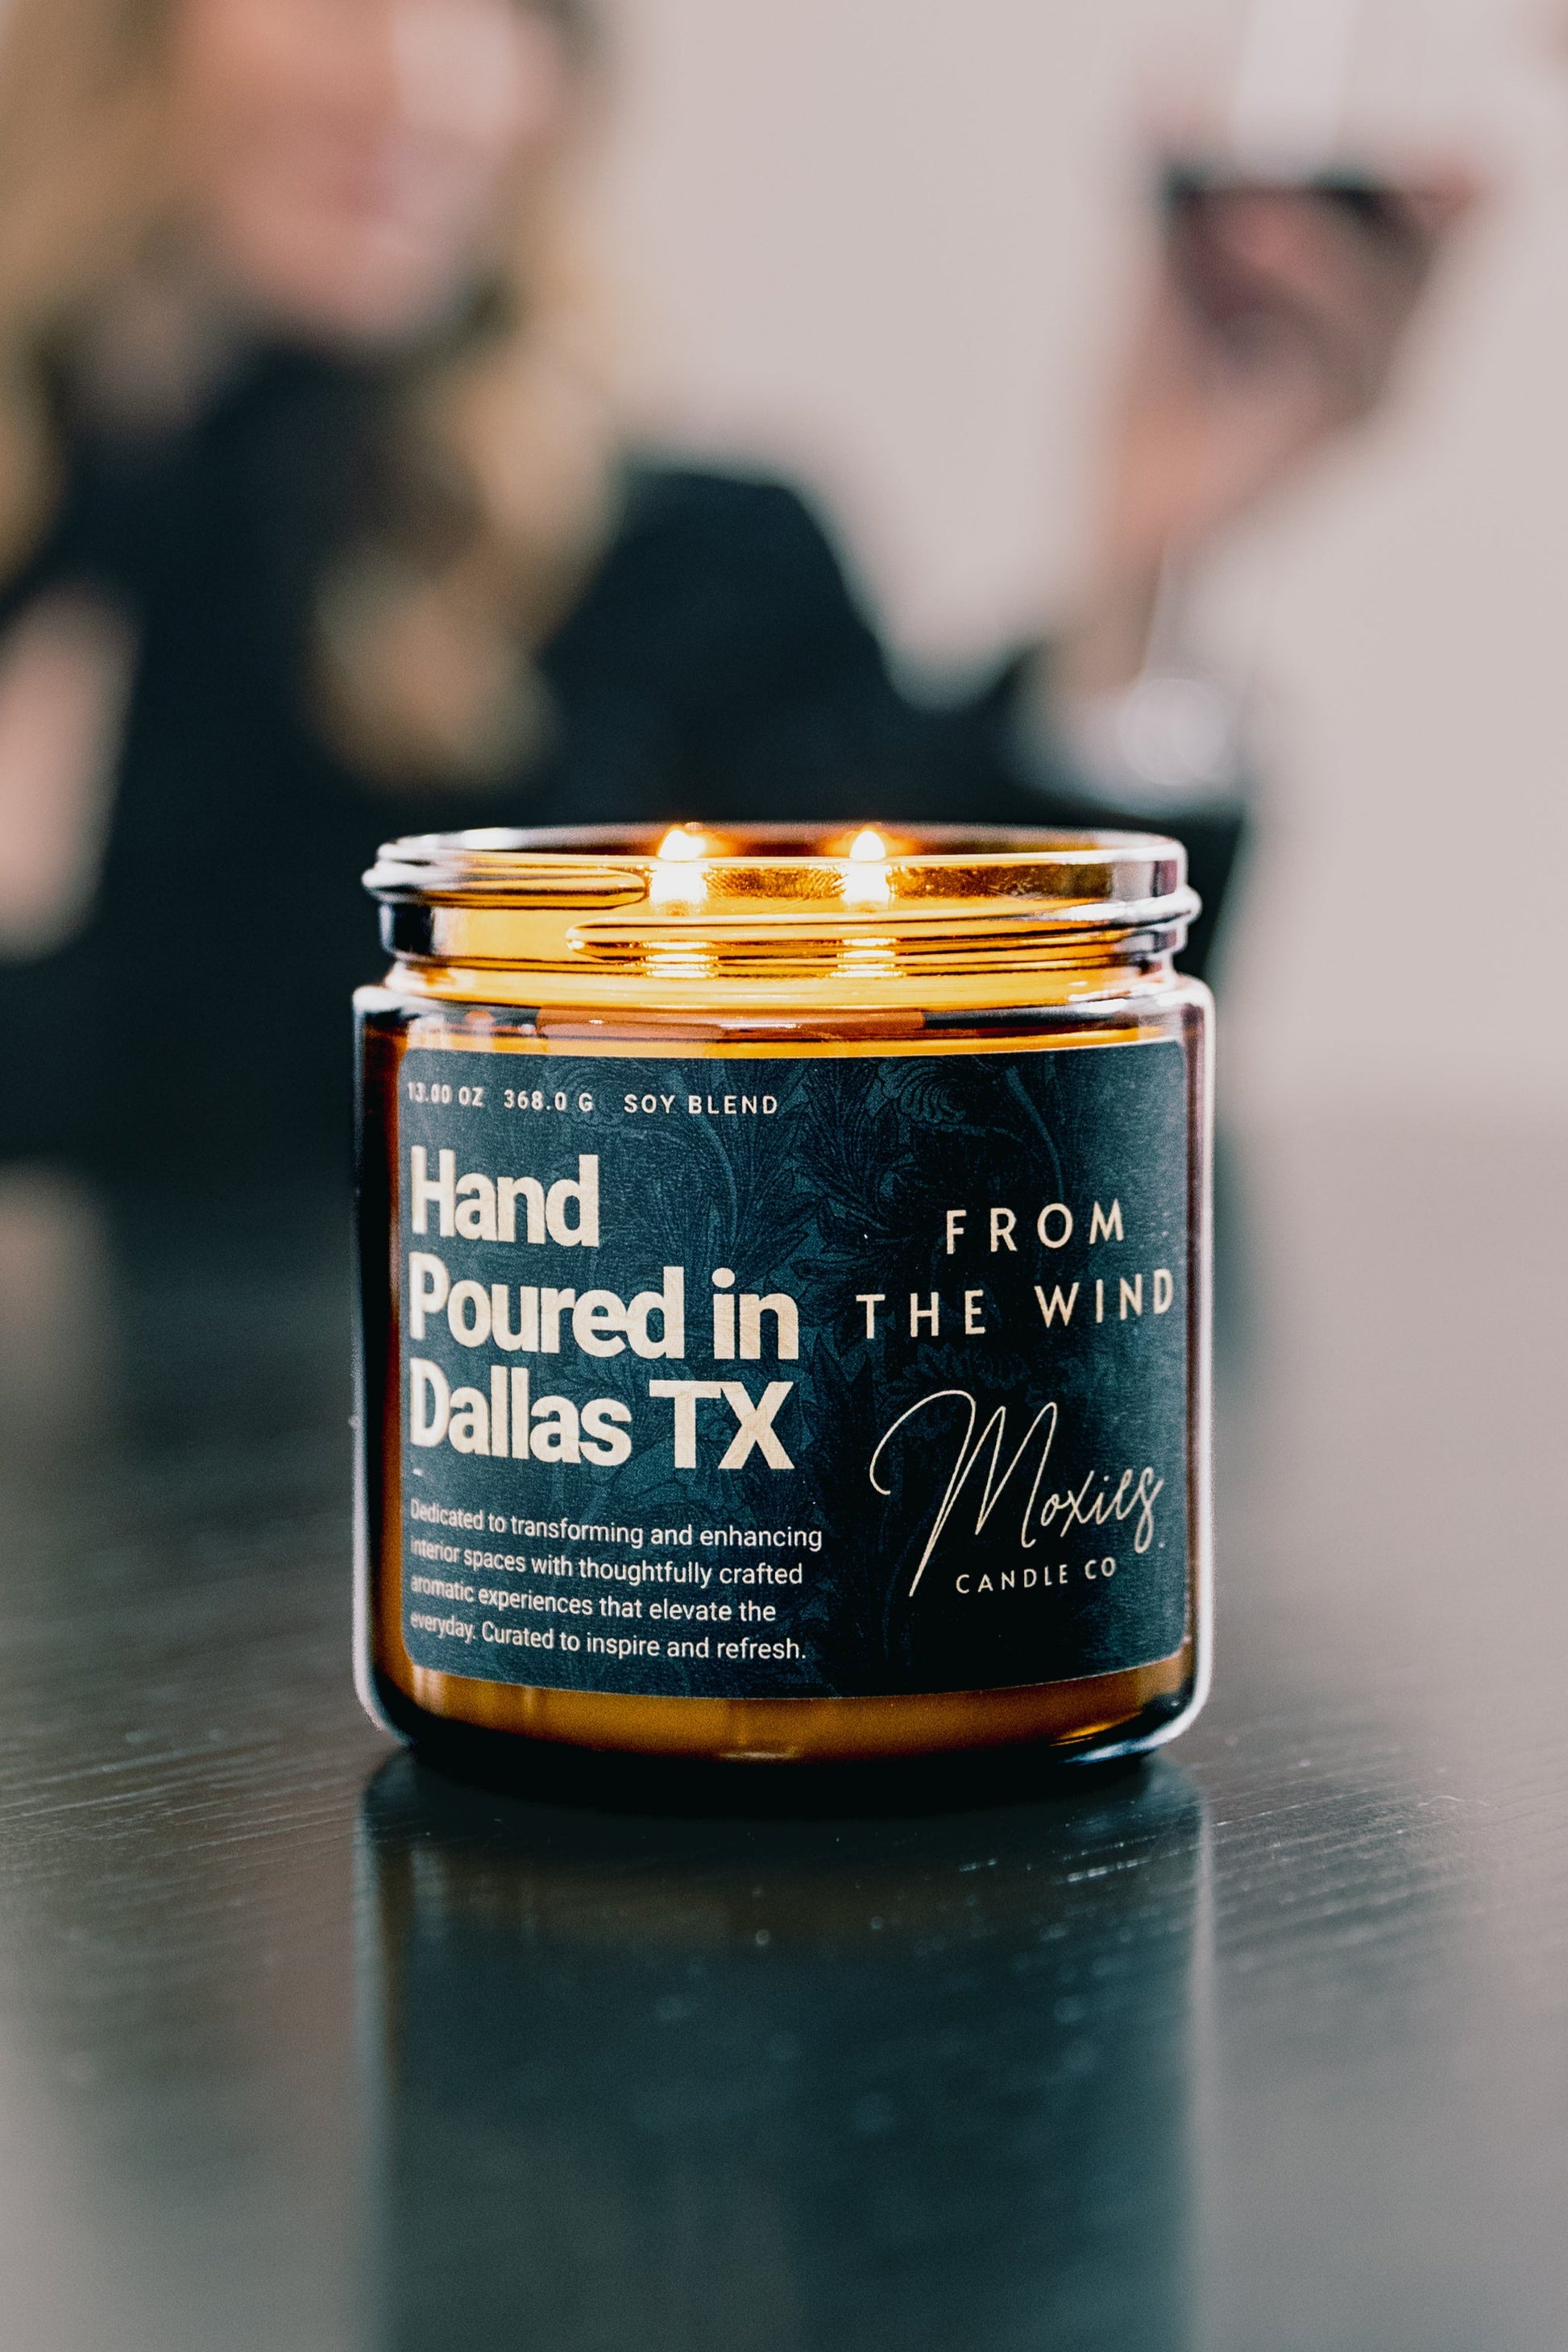 13.00 OZ 368.0 G SOY BLEND
Hand
Poured in
Dallas TX
Dedicated to transforming and enhancing
interior spaces with thoughtfully crafted
aromatic experiences that elevate the
everyday. Curated to inspire and refresh.
FROM
THE WIND
Moxies
CANDLE CO